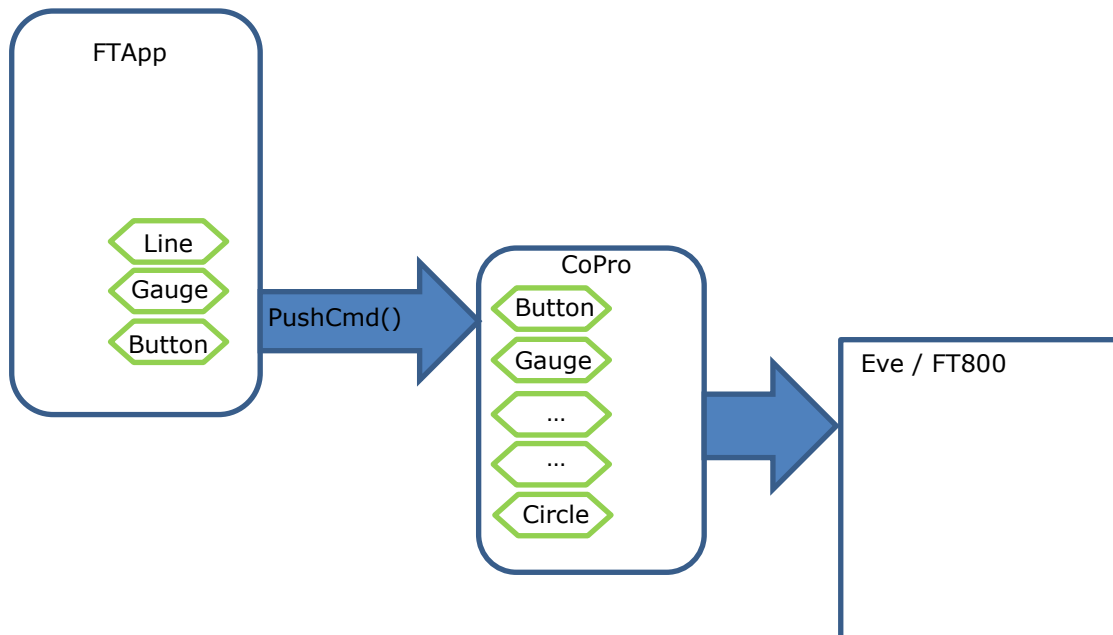 FTApp
Line
Gauge
Button
PushCmd()
CoPro
Button
Gauge
...
...
Circle
Eve / FT800